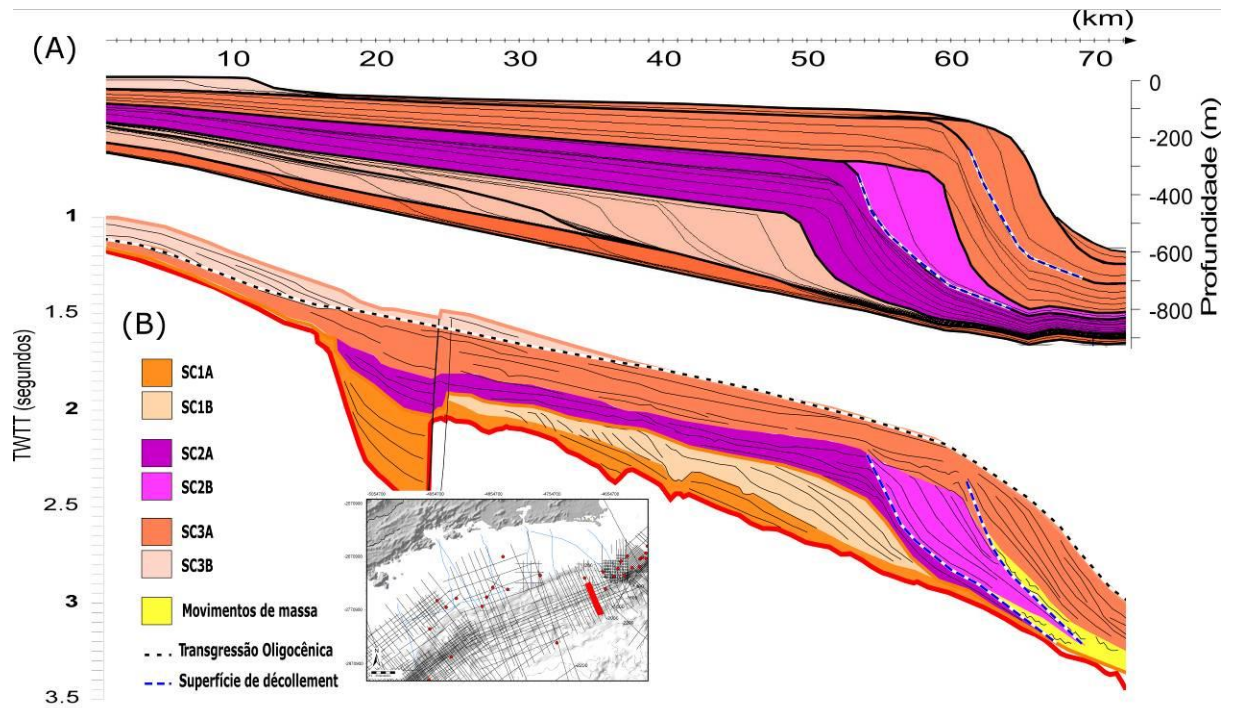 (km)
(A)
10 20 30 40 50 60 70
0
-200
-400
-600
-800
Profundidade (m)
1
1.5
2
2.5
3
3.5
TWTT (segundos)
(B)
SC1A
SC1B
SC2A
SC2B
SC3A
SC3B
Movimentos de massa
Transgressão Oligocênica
Superfície de décollement